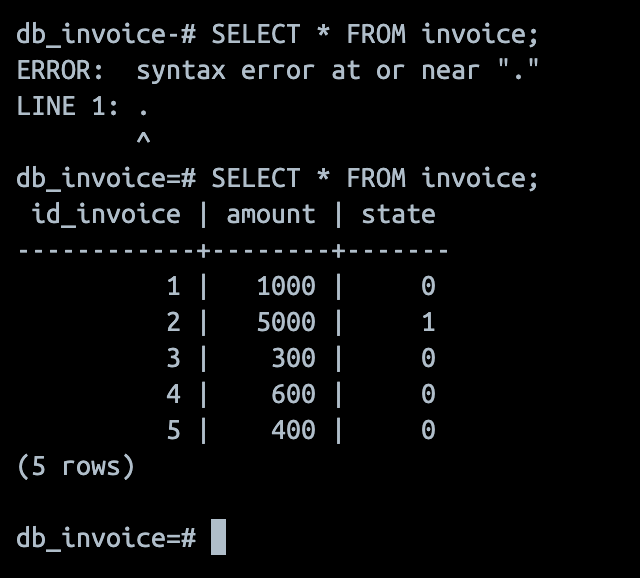 db_invoice-# SELECT * FROM invoice;
ERROR:  syntax error at or near "."
LINE 1: .
        ^
db_invoice=# SELECT * FROM invoice;
 id_invoice | amount | state
------------+--------+-------
          1 |   1000 |     0
          2 |   5000 |     1
          3 |    300 |     0
          4 |    600 |     0
          5 |    400 |     0
(5 rows)

db_invoice=#